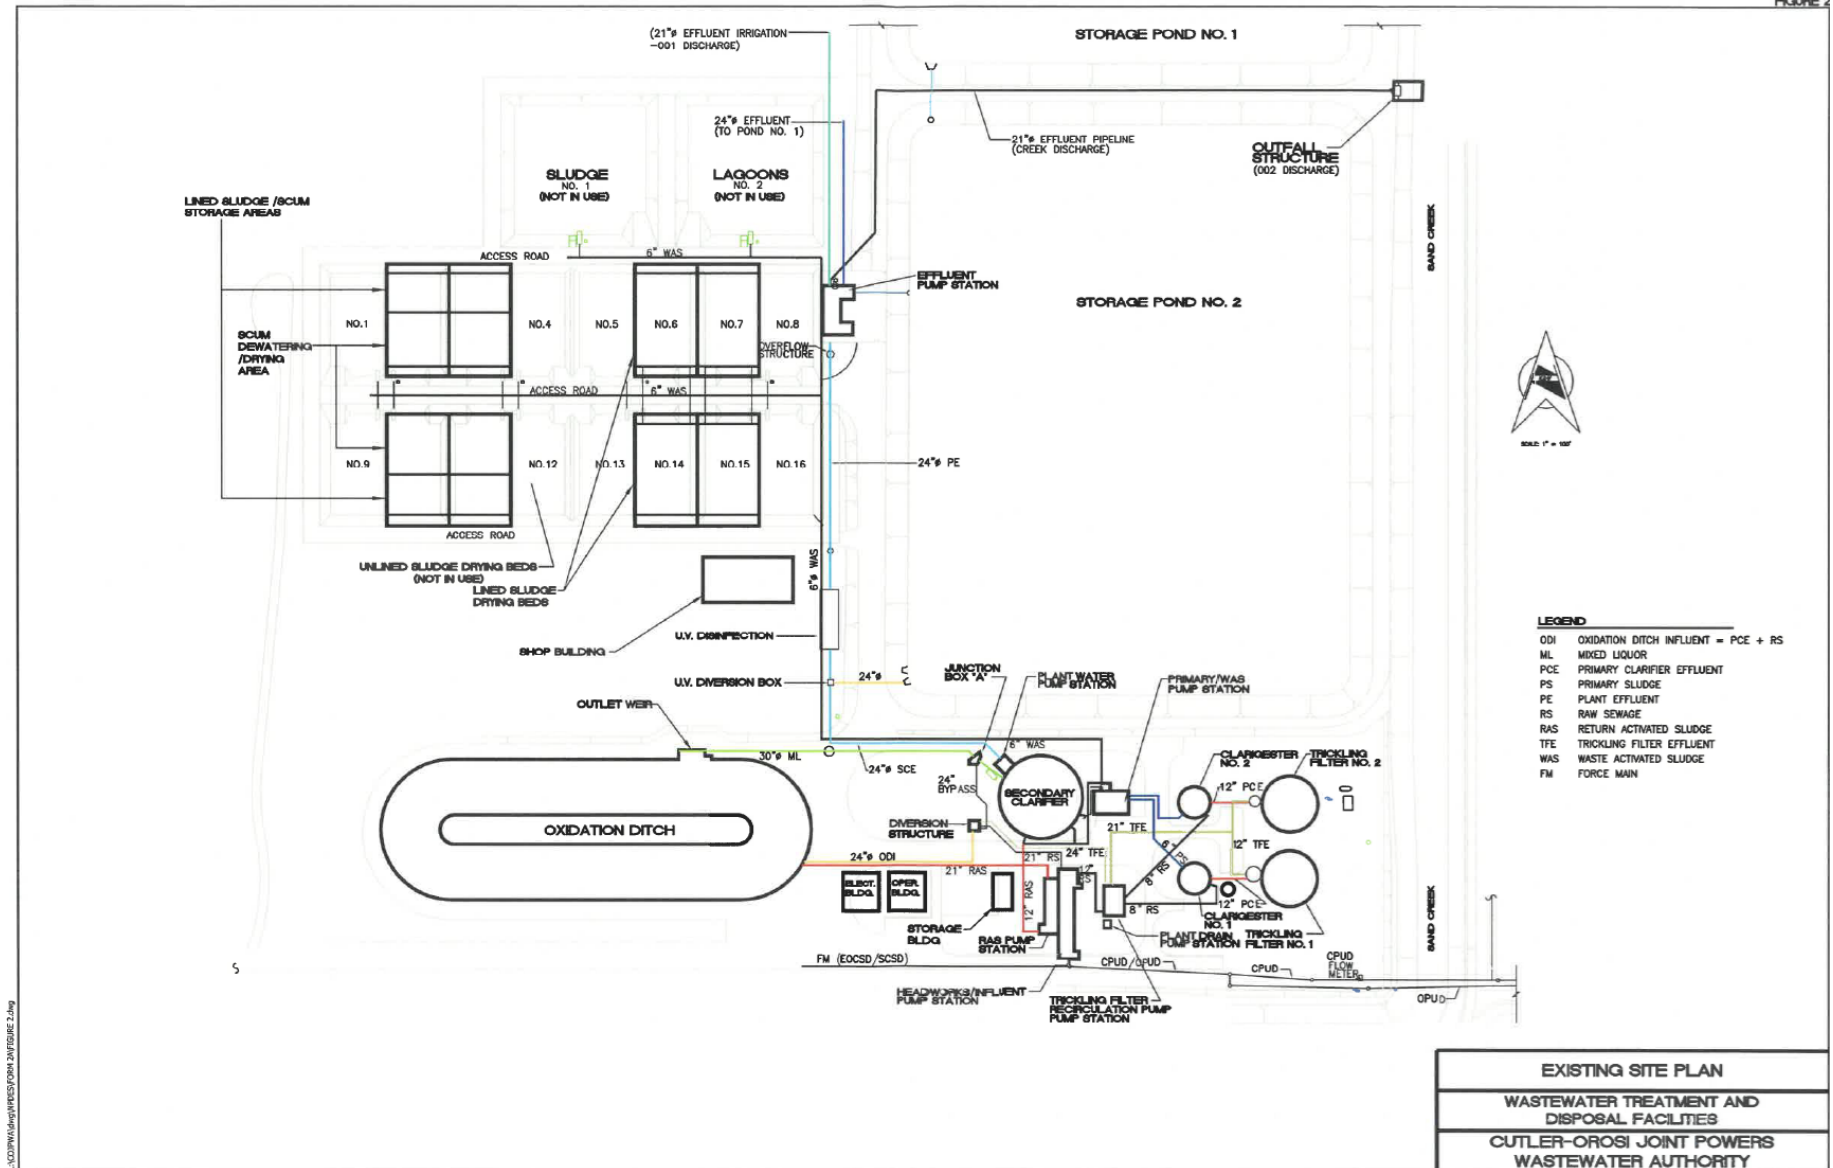 FIGURE 2
(21"ø EFFLUENT IRRIGATION
-001 DISCHARGE)
STORAGE POND NO. 1
24"ø EFFLUENT
(TO POND NO. 1)
21"ø EFFLUENT PIPELINE
(CREEK DISCHARGE)
OUTFALL
STRUCTURE
(002 DISCHARGE)
SLUDGE
NO. 1
(NOT IN USE)
LAGOONS
NO. 2
(NOT IN USE)
LINED SLUDGE /SCUM
STORAGE AREAS
SAND CREEK
ACCESS ROAD
6" WAS
EFFLUENT
PUMP STATION
STORAGE POND NO. 2
NO.1
NO.4
NO.5
NO.6
NO.7
NO.8
SCUM
DEWATERING
/DRYING
AREA
OVERFLOW
STRUCTURE
ACCESS ROAD
6" WAS
SCALE: 1" = 100'
NO.9
NO.12
NO.13
NO.14
NO.15
NO.16
24"ø PE
ACCESS ROAD
UNLINED SLUDGE DRYING BEDS
(NOT IN USE)
LINED SLUDGE
DRYING BEDS
6"ø WAS
U.V. DISINFECTION
SHOP BUILDING
U.V. DIVERSION BOX
24"ø
JUNCTION
BOX "A"
PLANT WATER
PUMP STATION
PRIMARY/WAS
PUMP STATION
OUTLET WEIR
LEGEND
ODI OXIDATION DITCH INFLUENT = PCE + RS
ML MIXED LIQUOR
PCE PRIMARY CLARIFIER EFFLUENT
PS PRIMARY SLUDGE
PE PLANT EFFLUENT
RS RAW SEWAGE
RAS RETURN ACTIVATED SLUDGE
TFE TRICKLING FILTER EFFLUENT
WAS WASTE ACTIVATED SLUDGE
FM FORCE MAIN
30"ø ML
24"ø SCE
6" WAS
24"
BYPASS
SECONDARY
CLARIFIER
CLARIGESTER
NO. 2
TRICKLING
FILTER NO. 2
12" PCE
OXIDATION DITCH
DIVERSION
STRUCTURE
21" TFE
24" TFE
12" TFE
6" PS
8" RS
24"ø ODI
21" RAS
21" RS
12"
RS
12" RAS
ELECT.
BLDG.
OPER.
BLDG.
8" RS
12" PCE
CLARIGESTER
NO. 1
STORAGE
BLDG
RAS PUMP
STATION
PLANT DRAIN
PUMP STATION
TRICKLING
FILTER NO. 1
SAND CREEK
FM (EOCSD/SCSD)
CPUD/OPUD
CPUD
CPUD
FLOW
METER
OPUD
HEADWORKS/INFLUENT
PUMP STATION
TRICKLING FILTER
RECIRCULATION PUMP
PUMP STATION
EXISTING SITE PLAN
WASTEWATER TREATMENT AND
DISPOSAL FACILITIES
CUTLER-OROSI JOINT POWERS
WASTEWATER AUTHORITY